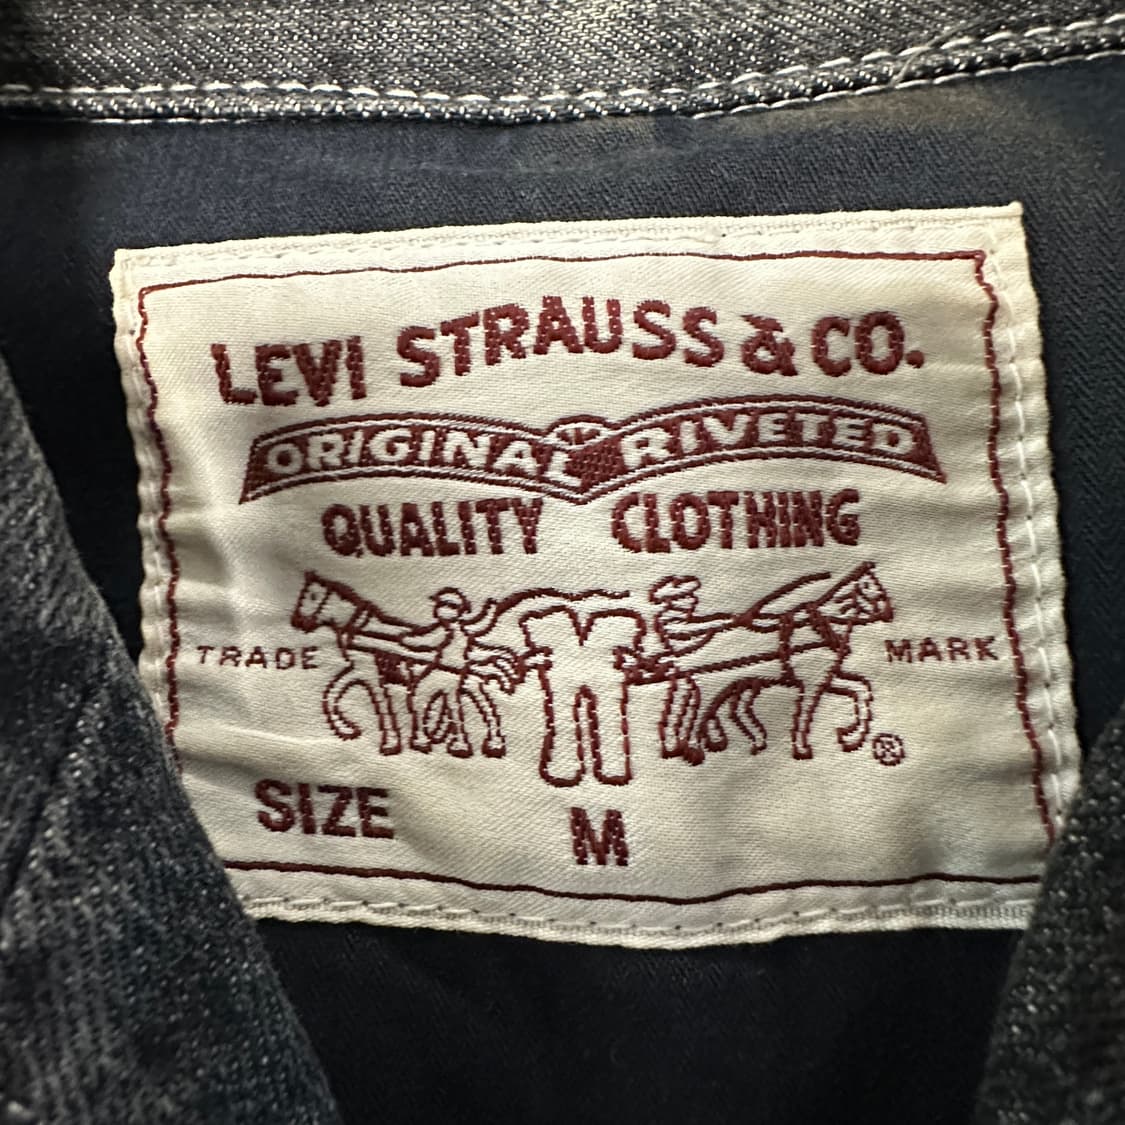 LEVI STRAUSS & CO.
ORIGINAL RIVETED
QUALITY CLOTHING
TRADE MARK
®
SIZE M